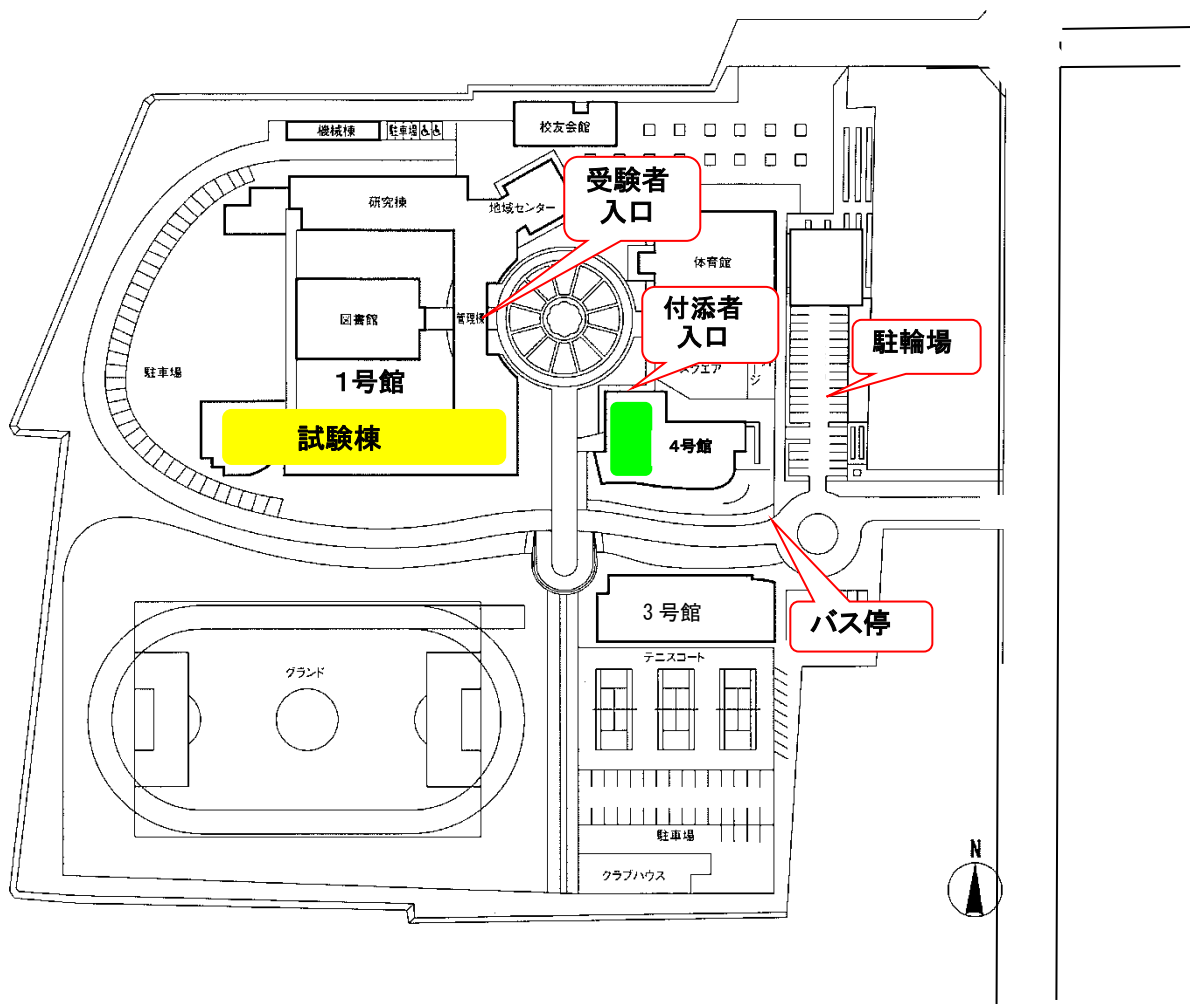 機械棟
駐車場
校友会館
受験者
入口
研究棟
地域センター
体育館
付添者
入口
図書館
管理棟
駐輪場
駐車場
1号館
スクエア
試験棟
4号館
3号館
バス停
テニスコート
グランド
駐車場
クラブハウス
N